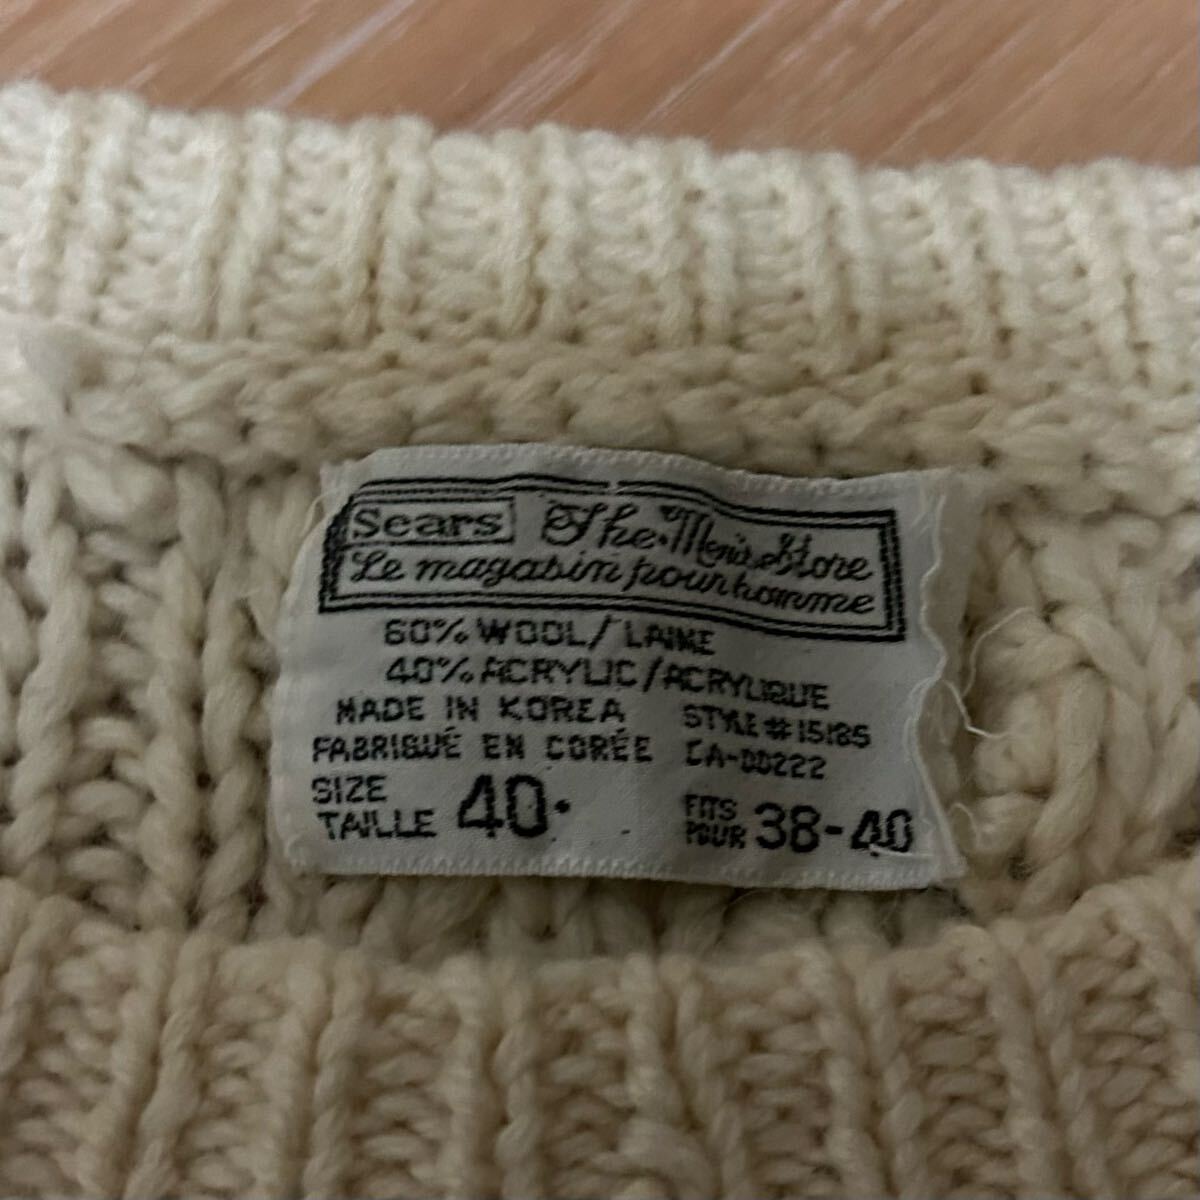 Sears The Men's Store
Le magasin pour homme
60% WOOL/LAINE
40% ACRYLIC/ACRYLIQUE
MADE IN KOREA
FABRIQUÉ EN CORÉE
STYLE #15185
CA-00222
SIZE
TAILLE 40
FITS
POUR 38-40